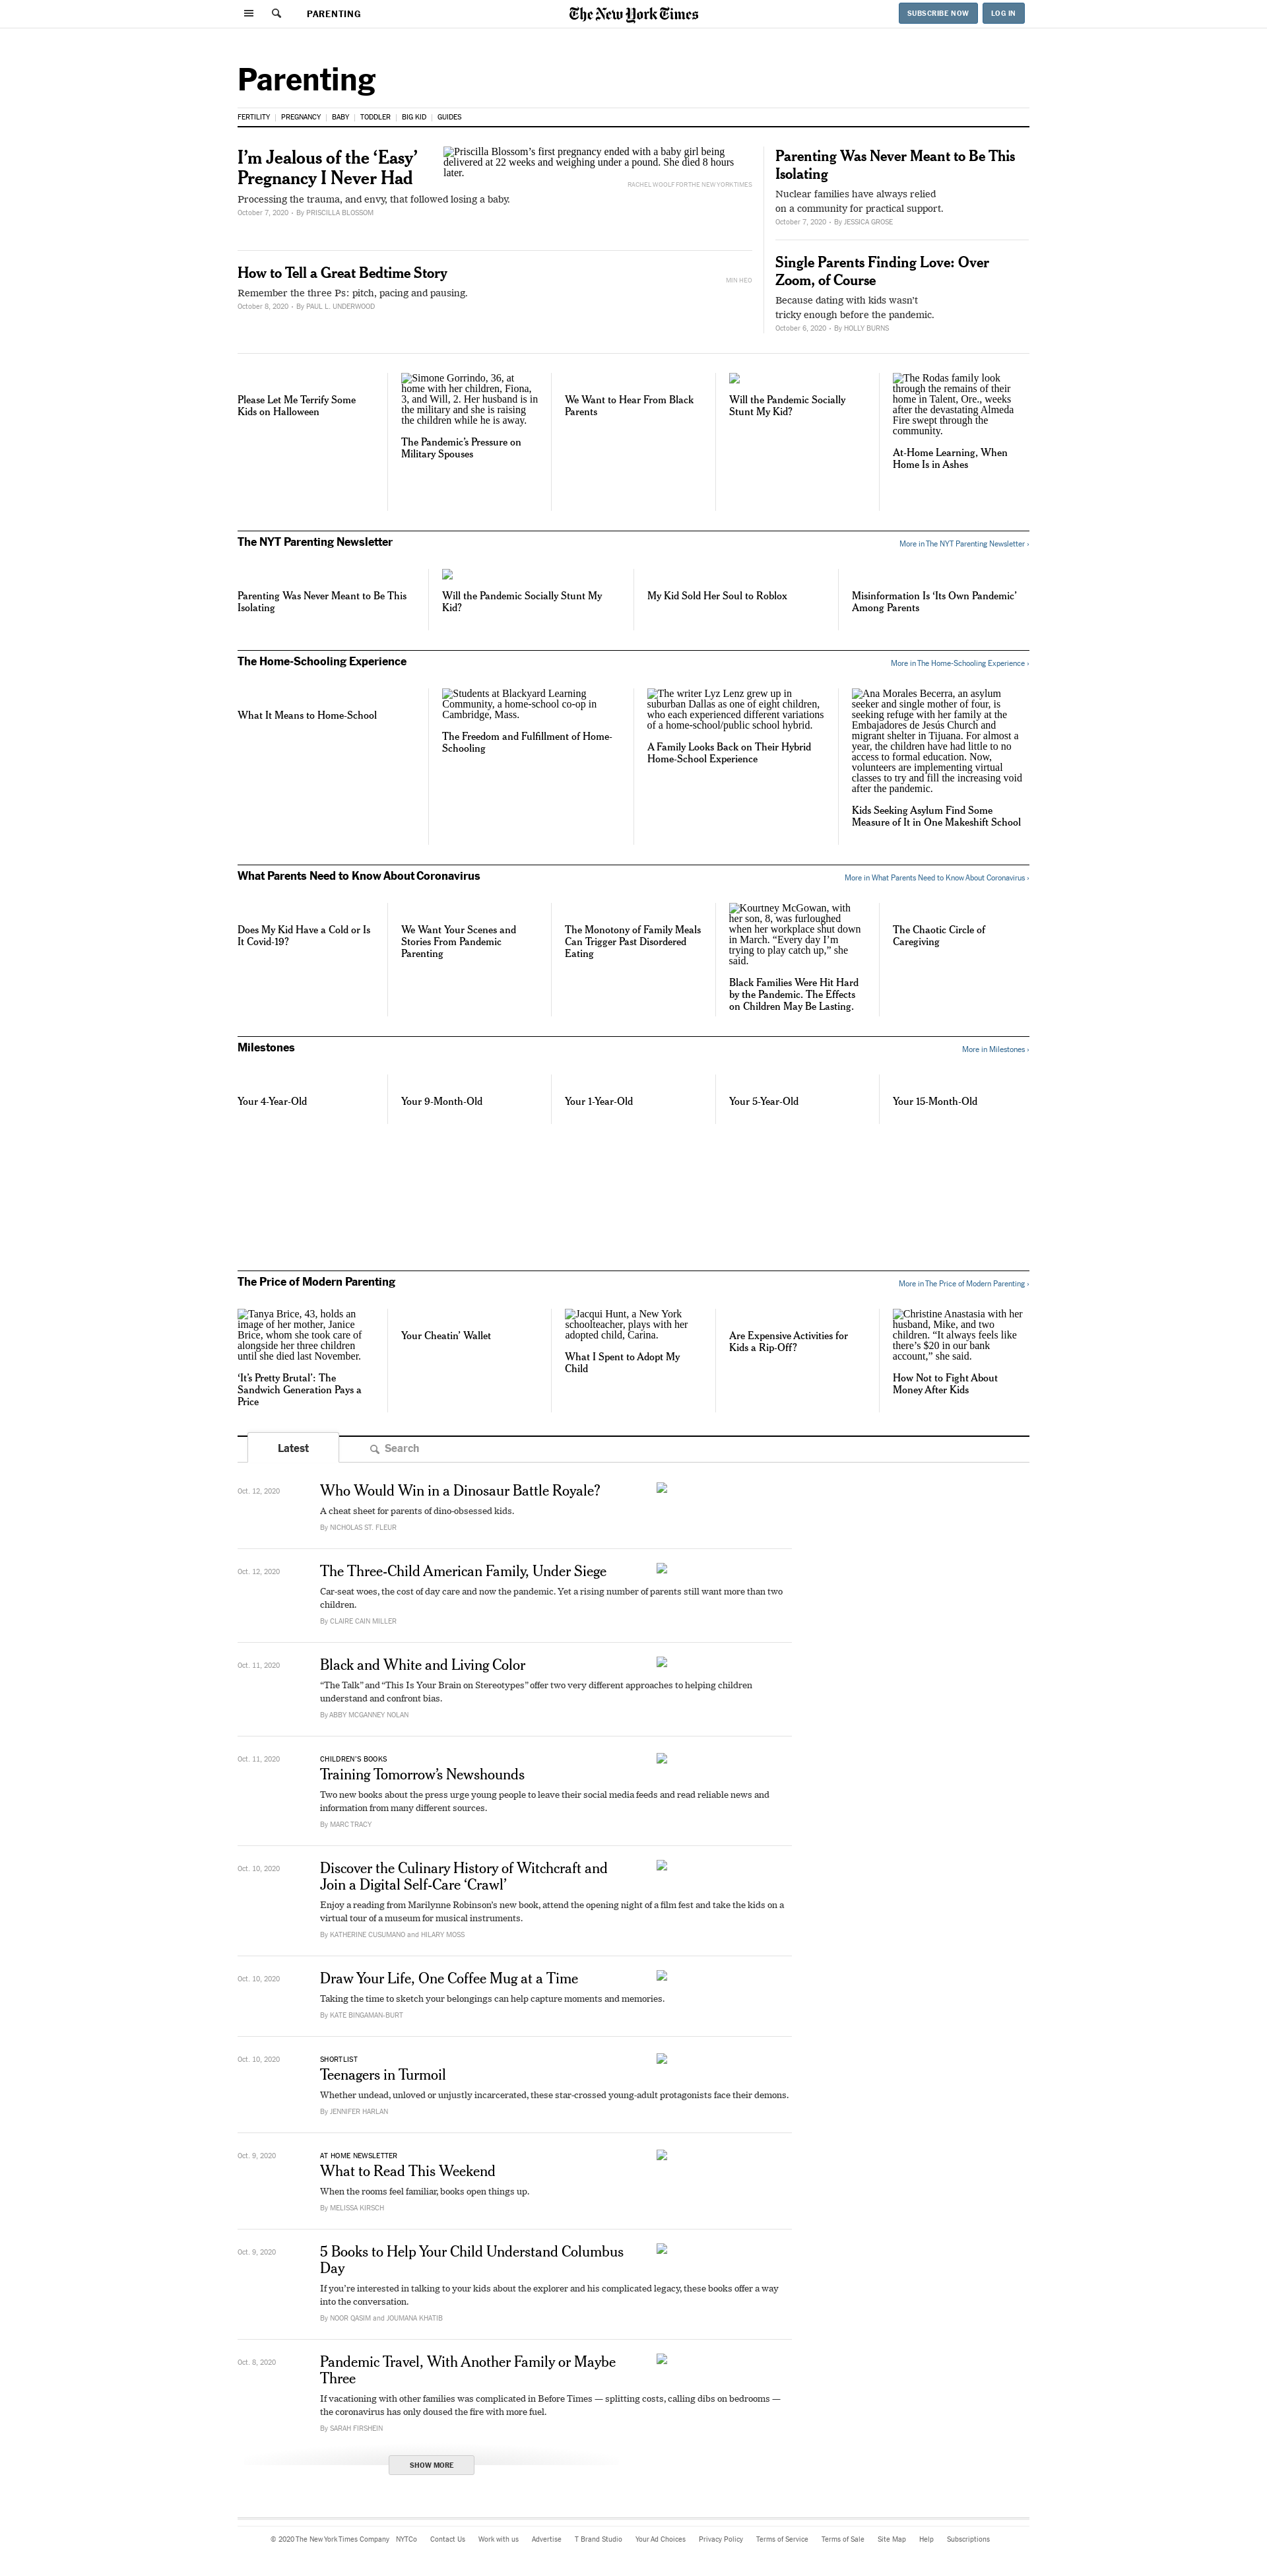 PARENTING
The New York Times
SUBSCRIBE NOW
LOG IN
Parenting
FERTILITY
PREGNANCY
BABY
TODDLER
BIG KID
GUIDES
I’m Jealous of the ‘Easy’
Pregnancy I Never Had
Processing the trauma, and envy, that followed losing a baby.
October 7, 2020 - By PRISCILLA BLOSSOM
Priscilla Blossom’s first pregnancy ended with a baby girl being
delivered at 22 weeks and weighing under a pound. She died 8 hours
later.
RACHEL WOOLF FOR THE NEW YORK TIMES
How to Tell a Great Bedtime Story
Remember the three Ps: pitch, pacing and pausing.
October 8, 2020 - By PAUL L. UNDERWOOD
MIN HEO
Parenting Was Never Meant to Be This
Isolating
Nuclear families have always relied
on a community for practical support.
October 7, 2020 - By JESSICA GROSE
Single Parents Finding Love: Over
Zoom, of Course
Because dating with kids wasn’t
tricky enough before the pandemic.
October 6, 2020 - By HOLLY BURNS
Please Let Me Terrify Some
Kids on Halloween
Simone Gorrindo, 36, at
home with her children, Fiona,
3, and Will, 2. Her husband is in
the military and she is raising
the children while he is away.
The Pandemic’s Pressure on
Military Spouses
We Want to Hear From Black
Parents
Will the Pandemic Socially
Stunt My Kid?
The Rodas family look
through the remains of their
home in Talent, Ore., weeks
after the devastating Almeda
Fire swept through the
community.
At-Home Learning, When
Home Is in Ashes
The NYT Parenting Newsletter
More in The NYT Parenting Newsletter ›
Parenting Was Never Meant to Be This
Isolating
Will the Pandemic Socially Stunt My
Kid?
My Kid Sold Her Soul to Roblox
Misinformation Is ‘Its Own Pandemic’
Among Parents
The Home-Schooling Experience
More in The Home-Schooling Experience ›
What It Means to Home-School
Students at Blackyard Learning
Community, a home-school co-op in
Cambridge, Mass.
The Freedom and Fulfillment of Home-
Schooling
The writer Lyz Lenz grew up in
suburban Dallas as one of eight children,
who each experienced different variations
of a home-school/public school hybrid.
A Family Looks Back on Their Hybrid
Home-School Experience
Ana Morales Becerra, an asylum
seeker and single mother of four, is
seeking refuge with her family at the
Embajadores de Jesús Church and
migrant shelter in Tijuana. For almost a
year, the children have had little to no
access to formal education. Now,
volunteers are implementing virtual
classes to try and fill the increasing void
after the pandemic.
Kids Seeking Asylum Find Some
Measure of It in One Makeshift School
What Parents Need to Know About Coronavirus
More in What Parents Need to Know About Coronavirus ›
Does My Kid Have a Cold or Is
It Covid-19?
We Want Your Scenes and
Stories From Pandemic
Parenting
The Monotony of Family Meals
Can Trigger Past Disordered
Eating
Kourtney McGowan, with
her son, 8, was furloughed
when her workplace shut down
in March. “Every day I’m
trying to play catch up,” she
said.
Black Families Were Hit Hard
by the Pandemic. The Effects
on Children May Be Lasting.
The Chaotic Circle of
Caregiving
Milestones
More in Milestones ›
Your 4-Year-Old
Your 9-Month-Old
Your 1-Year-Old
Your 5-Year-Old
Your 15-Month-Old
The Price of Modern Parenting
More in The Price of Modern Parenting ›
Tanya Brice, 43, holds an
image of her mother, Janice
Brice, whom she took care of
alongside her three children
until she died last November.
‘It’s Pretty Brutal’: The
Sandwich Generation Pays a
Price
Your Cheatin’ Wallet
Jacqui Hunt, a New York
schoolteacher, plays with her
adopted child, Carina.
What I Spent to Adopt My
Child
Are Expensive Activities for
Kids a Rip-Off?
Christine Anastasia with her
husband, Mike, and two
children. “It always feels like
there’s $20 in our bank
account,” she said.
How Not to Fight About
Money After Kids
Latest
Search
Oct. 12, 2020
Who Would Win in a Dinosaur Battle Royale?
A cheat sheet for parents of dino-obsessed kids.
By NICHOLAS ST. FLEUR
Oct. 12, 2020
The Three-Child American Family, Under Siege
Car-seat woes, the cost of day care and now the pandemic. Yet a rising number of parents still want more than two
children.
By CLAIRE CAIN MILLER
Oct. 11, 2020
Black and White and Living Color
“The Talk” and “This Is Your Brain on Stereotypes” offer two very different approaches to helping children
understand and confront bias.
By ABBY MCGANNEY NOLAN
Oct. 11, 2020
CHILDREN’S BOOKS
Training Tomorrow’s Newshounds
Two new books about the press urge young people to leave their social media feeds and read reliable news and
information from many different sources.
By MARC TRACY
Oct. 10, 2020
Discover the Culinary History of Witchcraft and
Join a Digital Self-Care ‘Crawl’
Enjoy a reading from Marilynne Robinson’s new book, attend the opening night of a film fest and take the kids on a
virtual tour of a museum for musical instruments.
By KATHERINE CUSUMANO and HILARY MOSS
Oct. 10, 2020
Draw Your Life, One Coffee Mug at a Time
Taking the time to sketch your belongings can help capture moments and memories.
By KATE BINGAMAN-BURT
Oct. 10, 2020
SHORTLIST
Teenagers in Turmoil
Whether undead, unloved or unjustly incarcerated, these star-crossed young-adult protagonists face their demons.
By JENNIFER HARLAN
Oct. 9, 2020
AT HOME NEWSLETTER
What to Read This Weekend
When the rooms feel familiar, books open things up.
By MELISSA KIRSCH
Oct. 9, 2020
5 Books to Help Your Child Understand Columbus
Day
If you’re interested in talking to your kids about the explorer and his complicated legacy, these books offer a way
into the conversation.
By NOOR QASIM and JOUMANA KHATIB
Oct. 8, 2020
Pandemic Travel, With Another Family or Maybe
Three
If vacationing with other families was complicated in Before Times — splitting costs, calling dibs on bedrooms —
the coronavirus has only doused the fire with more fuel.
By SARAH FIRSHEIN
SHOW MORE
© 2020 The New York Times Company
NYTCo
Contact Us
Work with us
Advertise
T Brand Studio
Your Ad Choices
Privacy Policy
Terms of Service
Terms of Sale
Site Map
Help
Subscriptions